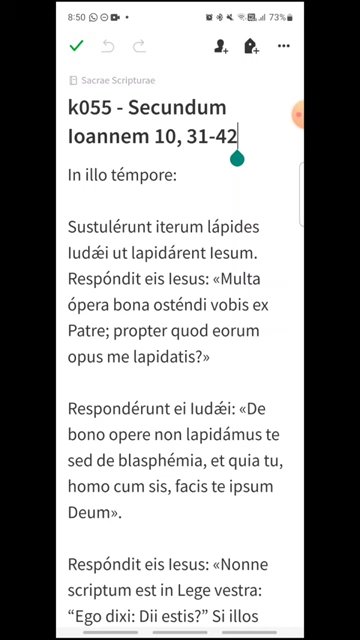 8:50
73%
Sacrae Scripturae
k055 - Secundum
Ioannem 10, 31-42
In illo témpore:
Sustulérunt íterum lápides
Iudǽi ut lapidárent Iesum.
Respóndit eis Iesus: «Multa
ópera bona osténdi vobis ex
Patre; propter quod eorum
opus me lapidatis?»
Respondérunt ei Iudǽi: «De
bono opere non lapidámus te
sed de blasphémia, et quia tu,
homo cum sis, facis te ipsum
Deum».
Respóndit eis Iesus: «Nonne
scriptum est in Lege vestra:
“Ego dixi: Dii estis?” Si illos